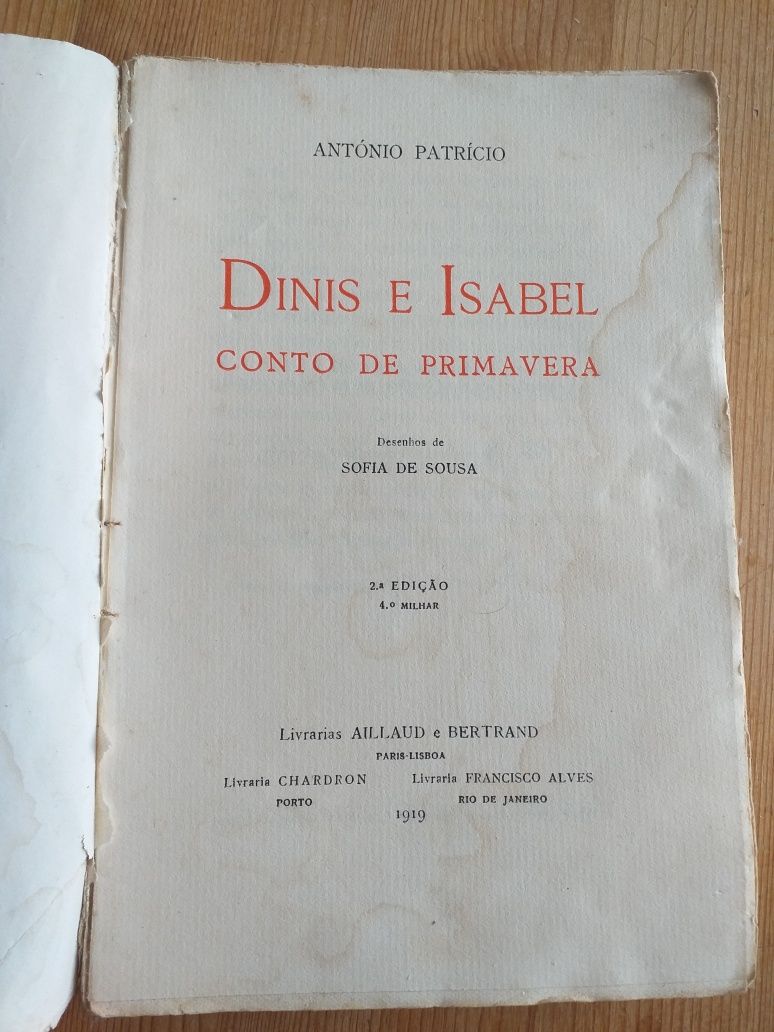 ANTÓNIO PATRÍCIO
DINIS E ISABEL
CONTO DE PRIMAVERA
Desenhos de
SOFIA DE SOUSA
2.ª EDIÇÃO
4.º MILHAR
Livrarias AILLAUD e BERTRAND
PARIS-LISBOA
Livraria CHARDRON Livraria FRANCISCO ALVES
PORTO RIO DE JANEIRO
1919